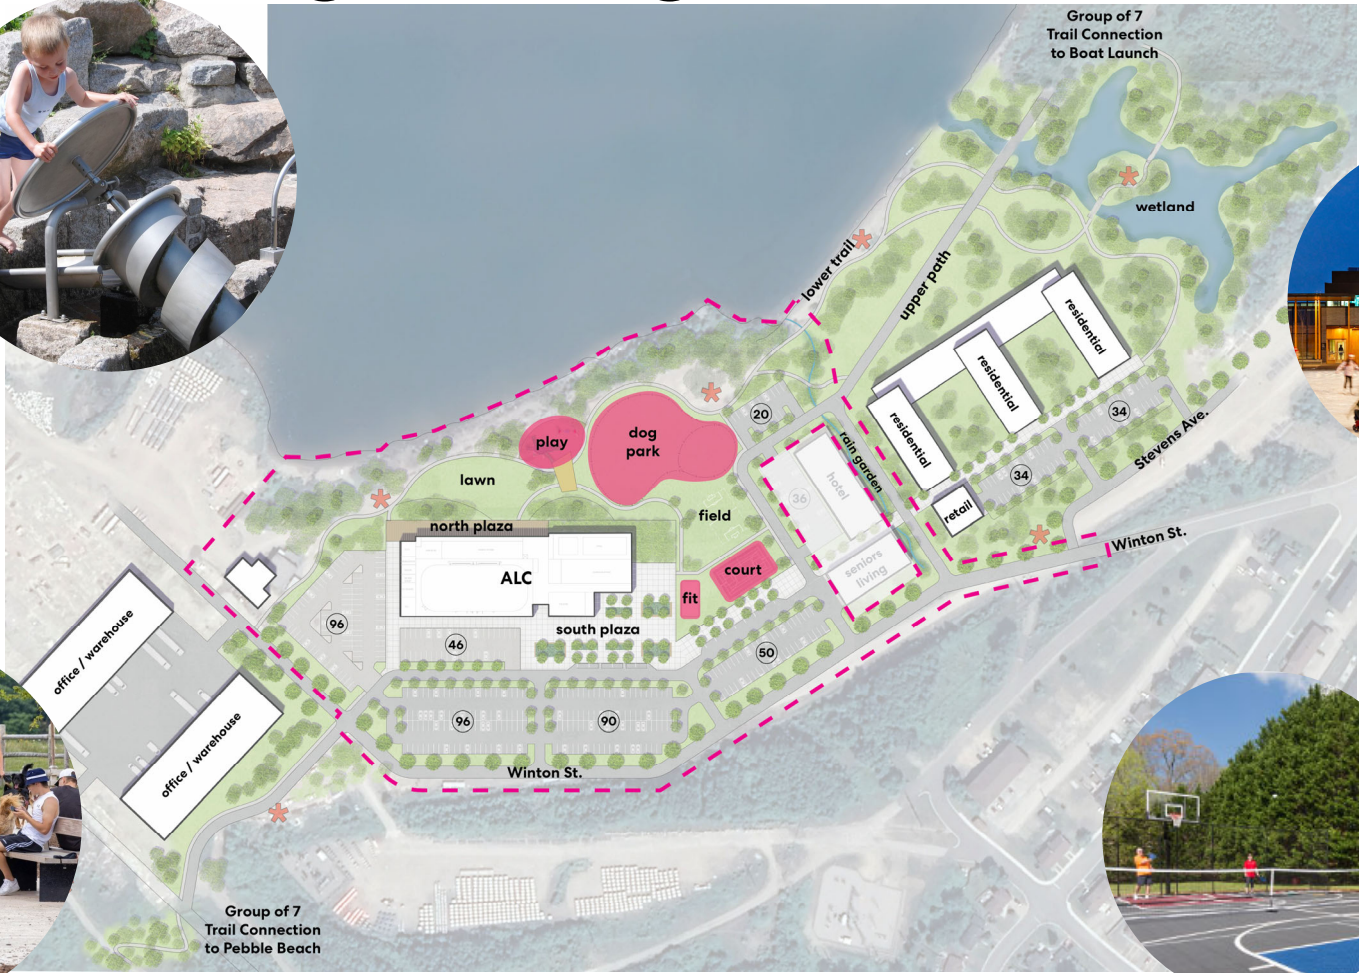 Group of 7
Trail Connection
to Boat Launch
wetland
lower trail
upper path
residential
residential
residential
34
34
Stevens Ave.
20
play
dog
park
rain garden
36
hotel
lawn
field
retail
north plaza
Winton St.
seniors
living
court
ALC
fit
96
46
south plaza
50
office / warehouse
96
90
office / warehouse
Winton St.
Group of 7
Trail Connection
to Pebble Beach